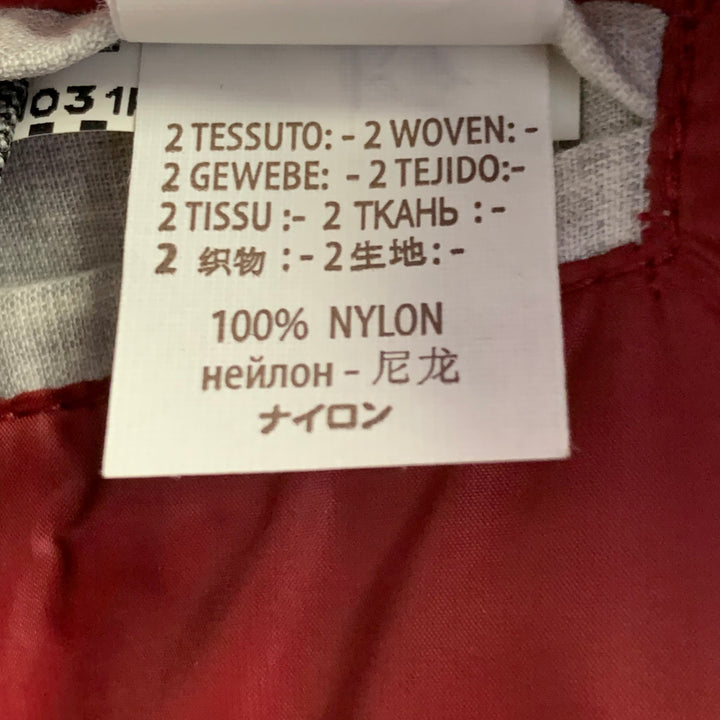 031
2 TESSUTO: - 2 WOVEN: -
2 GEWEBE: - 2 TEJIDO:-
2 TISSU :- 2 ТКАНЬ :-
2 织物 :- 2生地:-
100% NYLON
нейлон - 尼龙
ナイロン